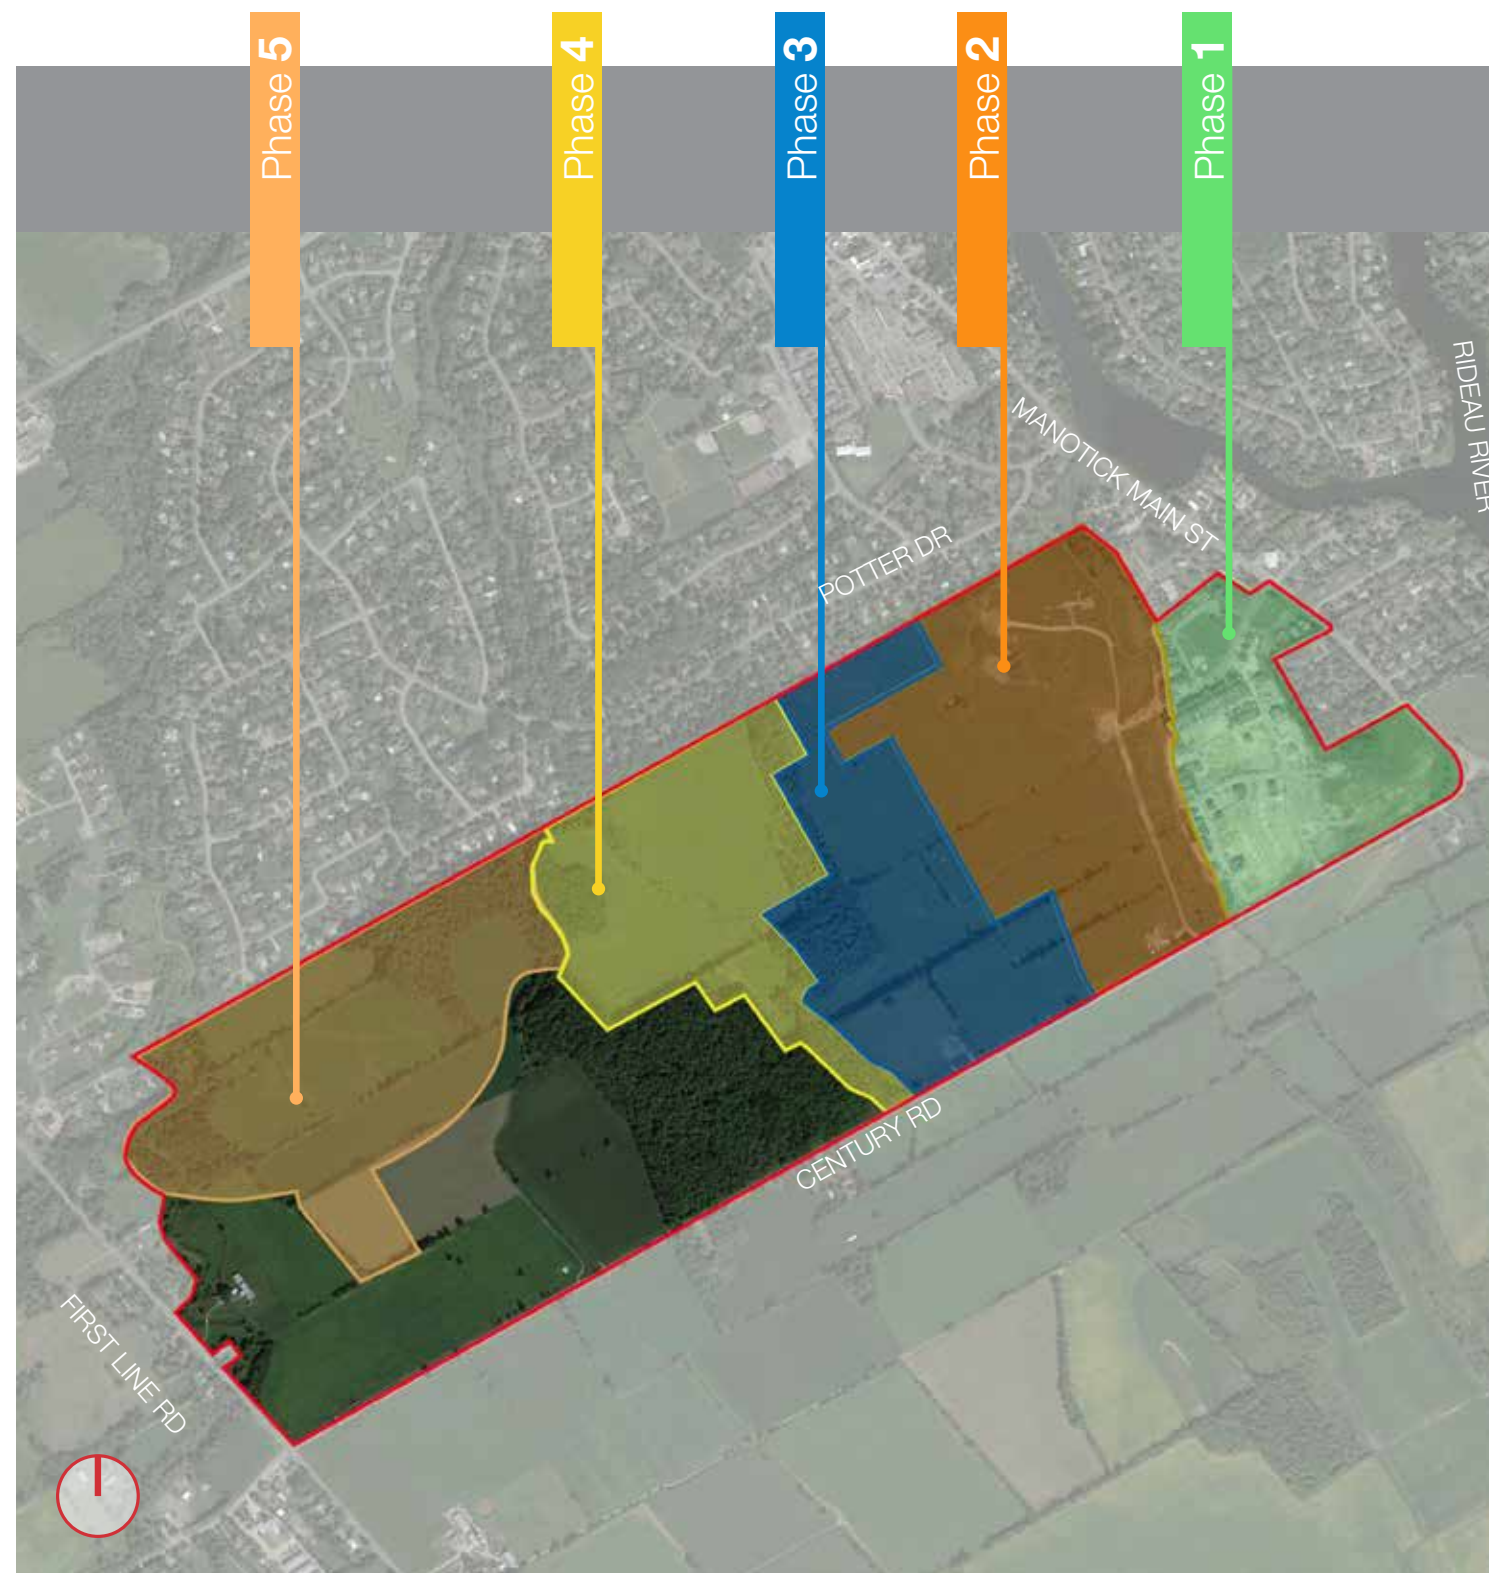 Phase 5
Phase 4
Phase 3
Phase 2
Phase 1
RIDEAU RIVER
MANOTICK MAIN ST
POTTER DR
CENTURY RD
FIRST LINE RD